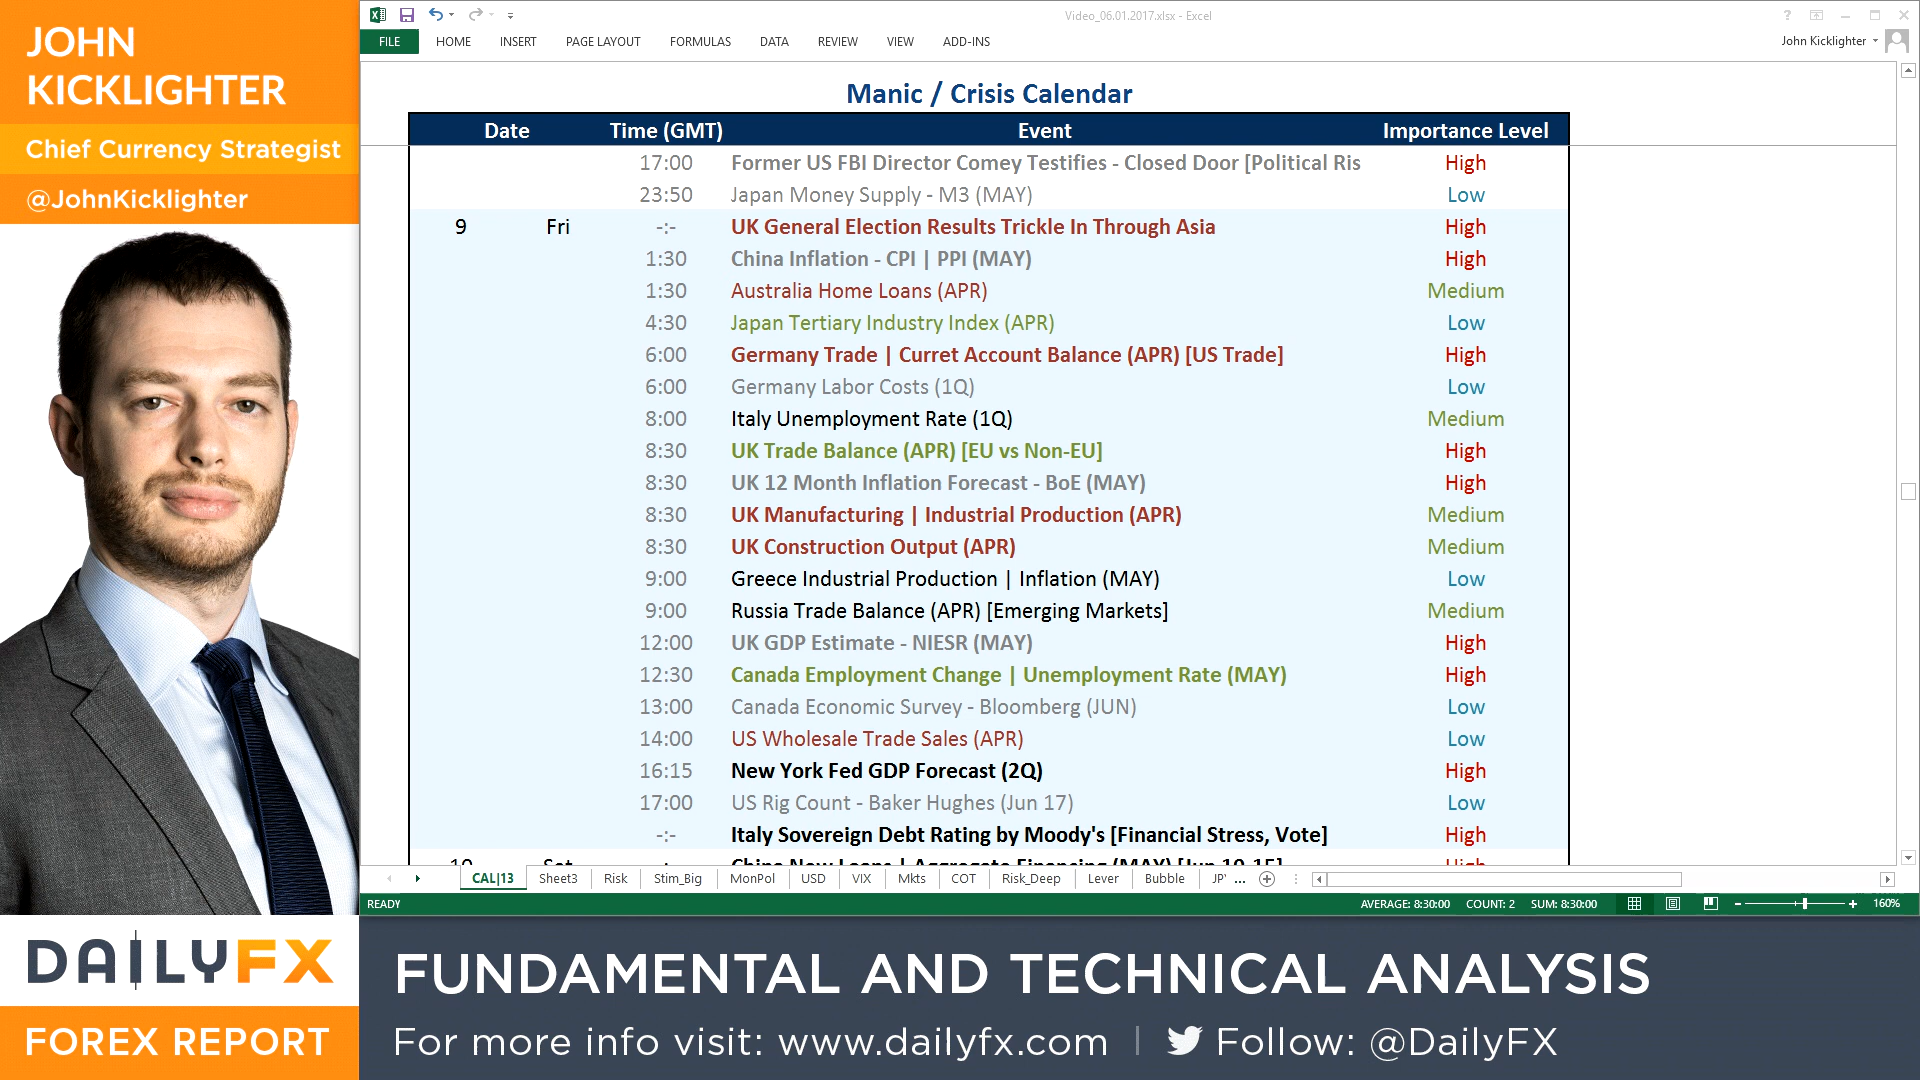 JOHN
KICKLIGHTER
Chief Currency Strategist
@JohnKicklighter
Video_06.01.2017.xlsx - Excel
FILE HOME INSERT PAGE LAYOUT FORMULAS DATA REVIEW VIEW ADD-INS John Kicklighter
Manic / Crisis Calendar
Date Time (GMT) Event Importance Level
17:00 Former US FBI Director Comey Testifies - Closed Door [Political Ris High
23:50 Japan Money Supply - M3 (MAY) Low
9 Fri -:- UK General Election Results Trickle In Through Asia High
1:30 China Inflation - CPI | PPI (MAY) High
1:30 Australia Home Loans (APR) Medium
4:30 Japan Tertiary Industry Index (APR) Low
6:00 Germany Trade | Curret Account Balance (APR) [US Trade] High
6:00 Germany Labor Costs (1Q) Low
8:00 Italy Unemployment Rate (1Q) Medium
8:30 UK Trade Balance (APR) [EU vs Non-EU] High
8:30 UK 12 Month Inflation Forecast - BoE (MAY) High
8:30 UK Manufacturing | Industrial Production (APR) Medium
8:30 UK Construction Output (APR) Medium
9:00 Greece Industrial Production | Inflation (MAY) Low
9:00 Russia Trade Balance (APR) [Emerging Markets] Medium
12:00 UK GDP Estimate - NIESR (MAY) High
12:30 Canada Employment Change | Unemployment Rate (MAY) High
13:00 Canada Economic Survey - Bloomberg (JUN) Low
14:00 US Wholesale Trade Sales (APR) Low
16:15 New York Fed GDP Forecast (2Q) High
17:00 US Rig Count - Baker Hughes (Jun 17) Low
-:- Italy Sovereign Debt Rating by Moody's [Financial Stress, Vote] High
10 Sat -:- China New Loans | Aggregate Financing (MAY) [Jun 10-15] High
CAL|13 Sheet3 Risk Stim_Big MonPol USD VIX Mkts COT Risk_Deep Lever Bubble JP' ...
READY AVERAGE: 8:30:00 COUNT: 2 SUM: 8:30:00 160%
DAILYFX
FOREX REPORT
FUNDAMENTAL AND TECHNICAL ANALYSIS
For more info visit: www.dailyfx.com | Follow: @DailyFX